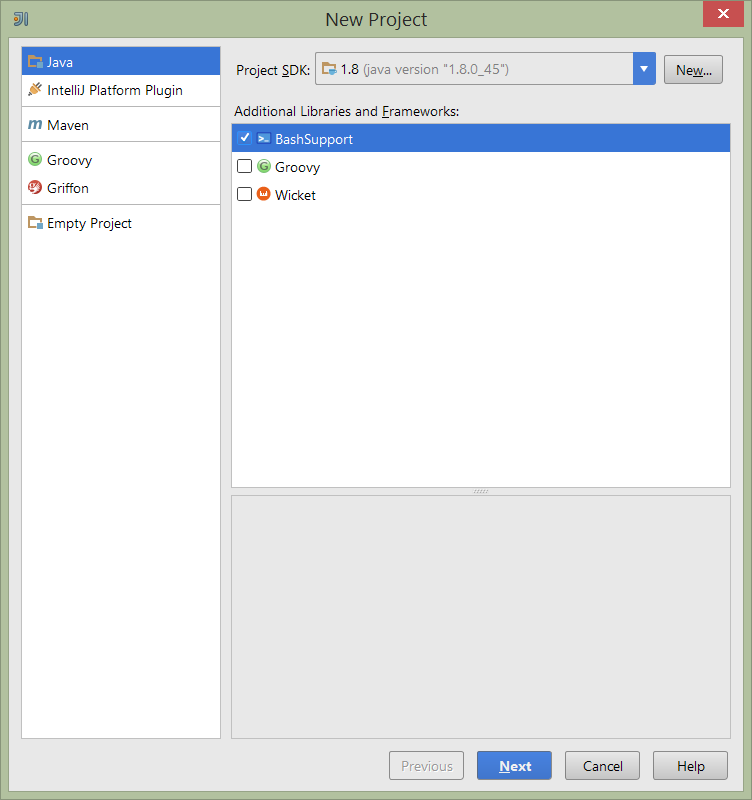 New Project
Java
IntelliJ Platform Plugin
Maven
Groovy
Griffon
Empty Project
Project SDK: 1.8 (java version "1.8.0_45") New...
Additional Libraries and Frameworks:
BashSupport
Groovy
Wicket
Previous Next Cancel Help